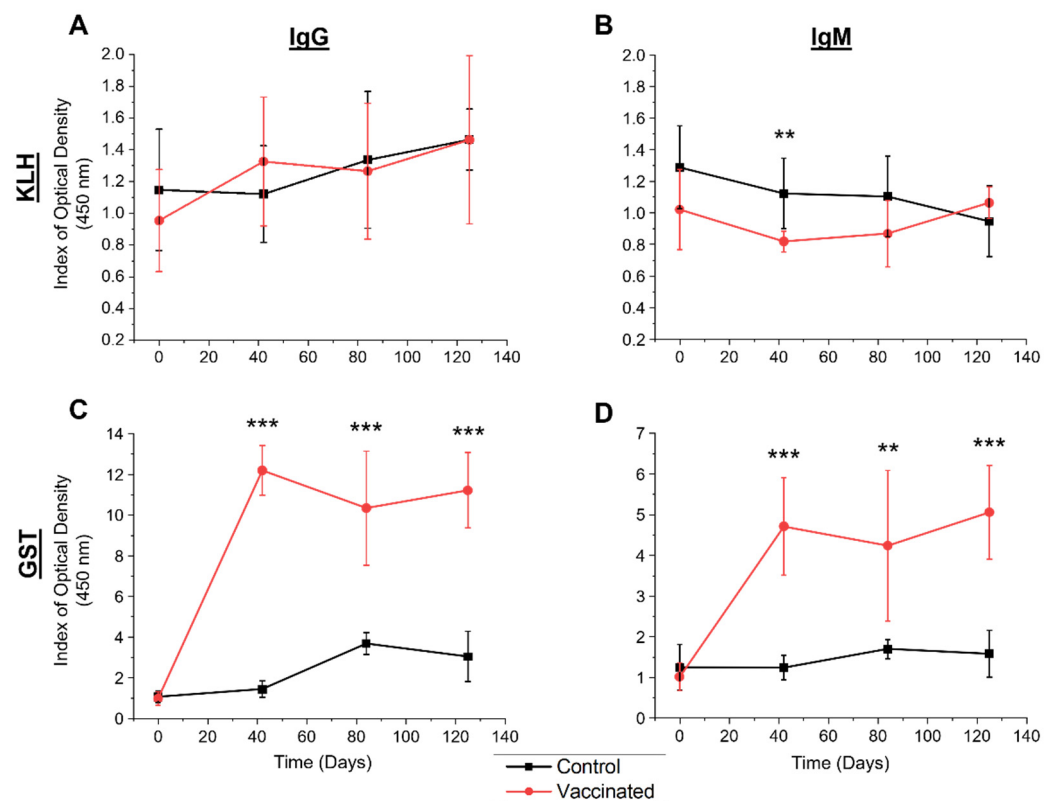 A
IgG
B
IgM
KLH
Index of Optical Density
(450 nm)
2.0
1.8
1.6
1.4
1.2
1.0
0.8
0.6
0.4
0.2
0 20 40 60 80 100 120 140
2.0
1.8
1.6
1.4
1.2
1.0
0.8
0.6
0.4
0.2
**
0 20 40 60 80 100 120 140
C
D
GST
Index of Optical Density
(450 nm)
14
12
10
8
6
4
2
0
*** *** ***
0 20 40 60 80 100 120 140
Time (Days)
7
6
5
4
3
2
1
0
*** ** ***
0 20 40 60 80 100 120 140
Time (Days)
Control
Vaccinated